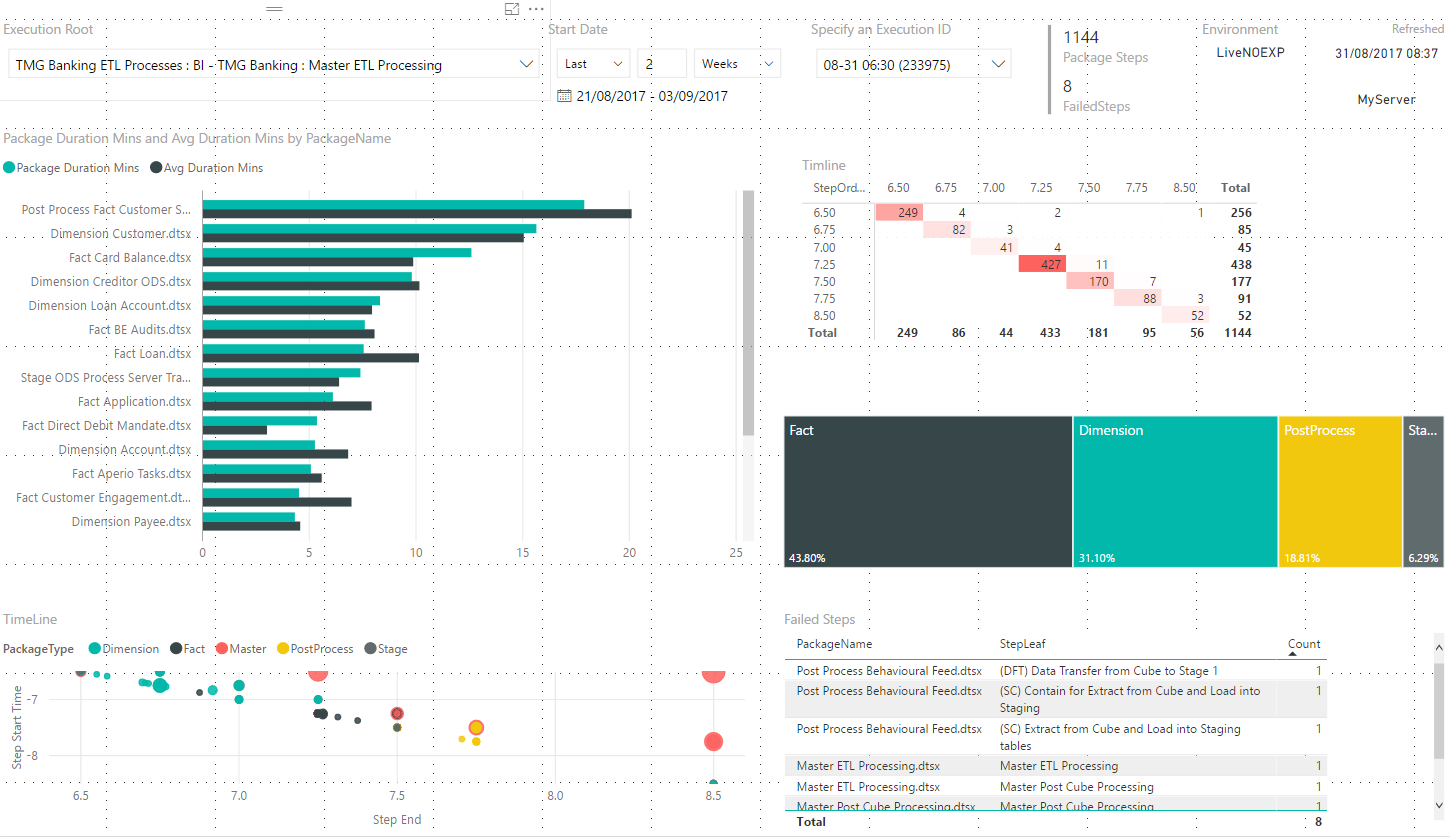 Execution Root
TMG Banking ETL Processes : BI - TMG Banking : Master ETL Processing
Start Date
Last 2 Weeks
21/08/2017 - 03/09/2017
Specify an Execution ID
08-31 06:30 (233975)
1144
Package Steps
8
FailedSteps
Environment
LiveNOEXP
Refreshed
31/08/2017 08:37
MyServer
Package Duration Mins and Avg Duration Mins by PackageName
Package Duration Mins Avg Duration Mins
Post Process Fact Customer S...
Dimension Customer.dtsx
Fact Card Balance.dtsx
Dimension Creditor ODS.dtsx
Dimension Loan Account.dtsx
Fact BE Audits.dtsx
Fact Loan.dtsx
Stage ODS Process Server Tra...
Fact Application.dtsx
Fact Direct Debit Mandate.dtsx
Dimension Account.dtsx
Fact Aperio Tasks.dtsx
Fact Customer Engagement.dt...
Dimension Payee.dtsx
0 5 10 15 20 25
Timline
StepOrd... 6.50 6.75 7.00 7.25 7.50 7.75 8.50 Total
6.50 249 4 2 1 256
6.75 82 3 85
7.00 41 4 45
7.25 427 11 438
7.50 170 7 177
7.75 88 3 91
8.50 52 52
Total 249 86 44 433 181 95 56 1144
Fact Dimension PostProcess Sta...
43.80% 31.10% 18.81% 6.29%
TimeLine
PackageType Dimension Fact Master PostProcess Stage
Step Start Time
-7
-8
6.5 7.0 7.5 8.0 8.5
Step End
Failed Steps
PackageName StepLeaf Count
Post Process Behavioural Feed.dtsx (DFT) Data Transfer from Cube to Stage 1 1
Post Process Behavioural Feed.dtsx (SC) Contain for Extract from Cube and Load into 1
Staging
Post Process Behavioural Feed.dtsx (SC) Extract from Cube and Load into Staging 1
tables
Master ETL Processing.dtsx Master ETL Processing 1
Master ETL Processing.dtsx Master Post Cube Processing 1
Master Post Cube Processing.dtsx Master Post Cube Processing 1
Total 8